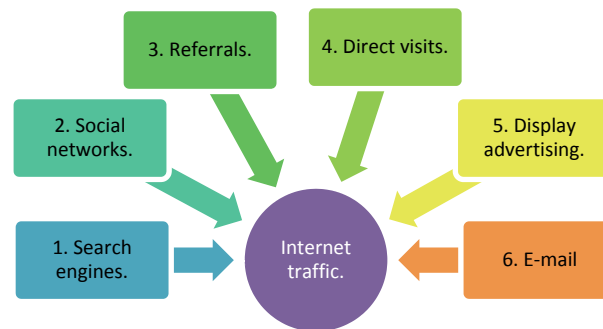 3. Referrals.
4. Direct visits.
2. Social
networks.
5. Display
advertising.
1. Search
engines.
Internet
traffic.
6. E-mail